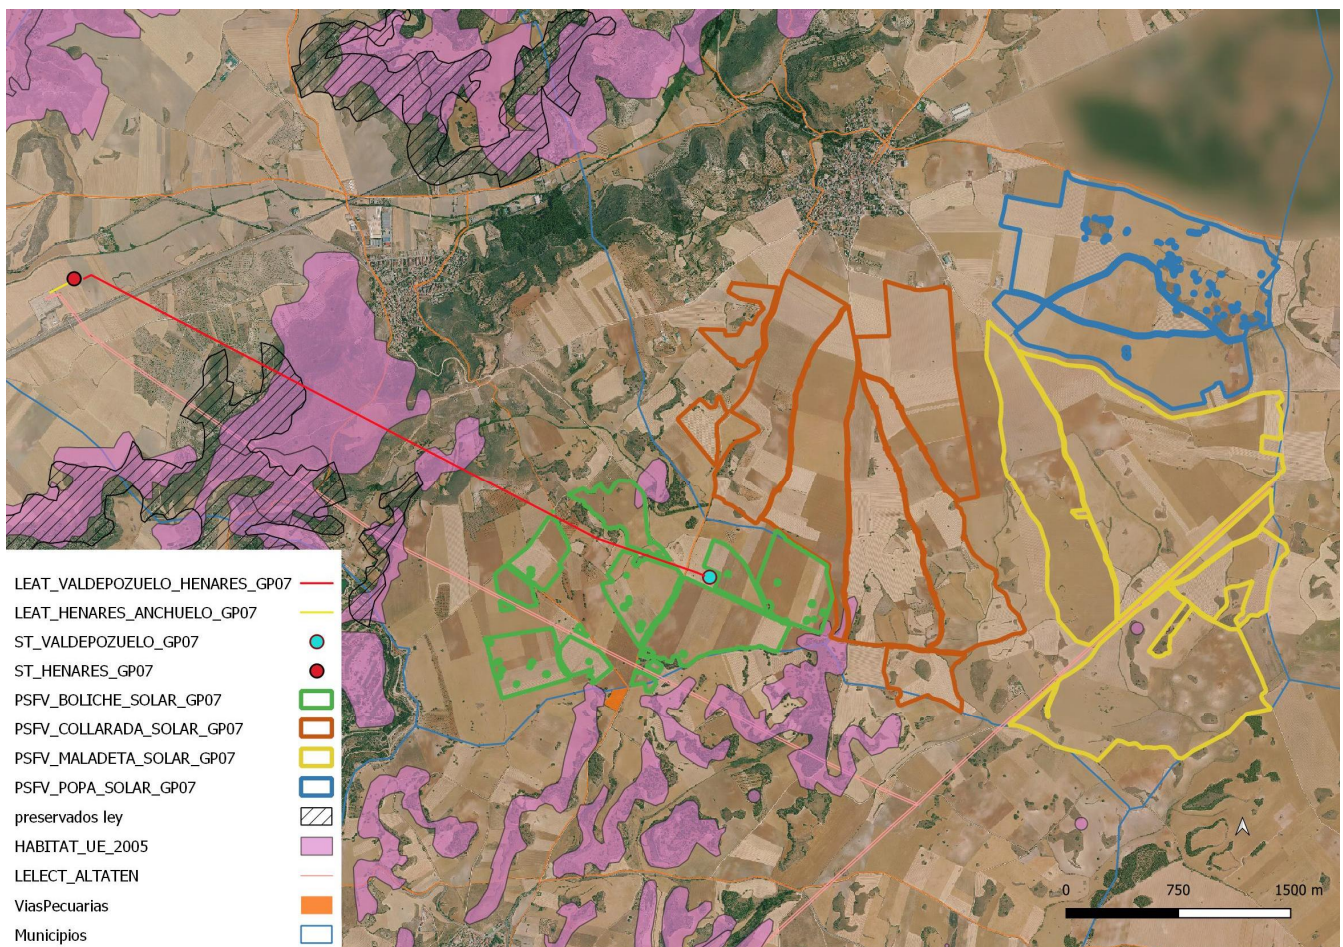 LEAT_VALDEPOZUELO_HENARES_GP07
LEAT_HENARES_ANCHUELO_GP07
ST_VALDEPOZUELO_GP07
ST_HENARES_GP07
PSFV_BOLICHE_SOLAR_GP07
PSFV_COLLARADA_SOLAR_GP07
PSFV_MALADETA_SOLAR_GP07
PSFV_POPA_SOLAR_GP07
preservados ley
HABITAT_UE_2005
LELECT_ALTATEN
ViasPecuarias
Municipios
0 750 1500 m